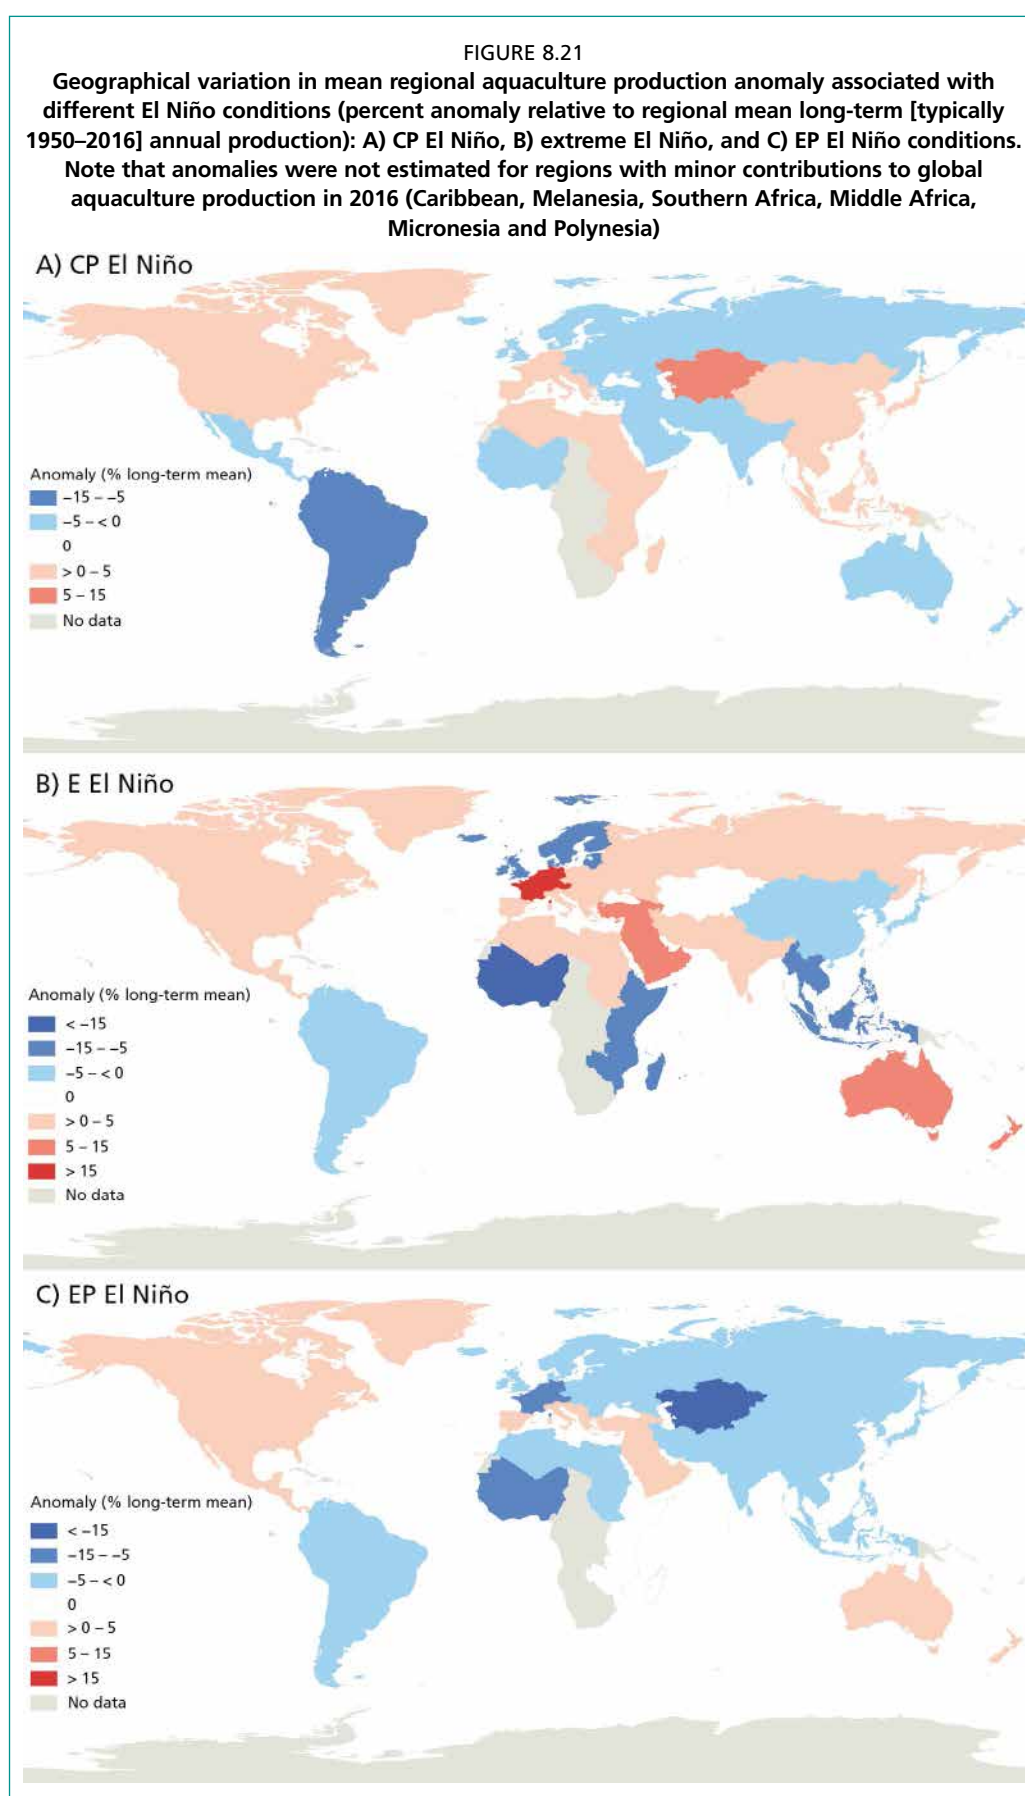 FIGURE 8.21
Geographical variation in mean regional aquaculture production anomaly associated with
different El Niño conditions (percent anomaly relative to regional mean long-term [typically
1950–2016] annual production): A) CP El Niño, B) extreme El Niño, and C) EP El Niño conditions.
Note that anomalies were not estimated for regions with minor contributions to global
aquaculture production in 2016 (Caribbean, Melanesia, Southern Africa, Middle Africa,
Micronesia and Polynesia)
A) CP El Niño
Anomaly (% long-term mean)
−15 – −5
−5 – < 0
0
> 0 – 5
5 – 15
No data
B) E El Niño
Anomaly (% long-term mean)
< −15
−15 – −5
−5 – < 0
0
> 0 – 5
5 – 15
> 15
No data
C) EP El Niño
Anomaly (% long-term mean)
< −15
−15 – −5
−5 – < 0
0
> 0 – 5
5 – 15
> 15
No data